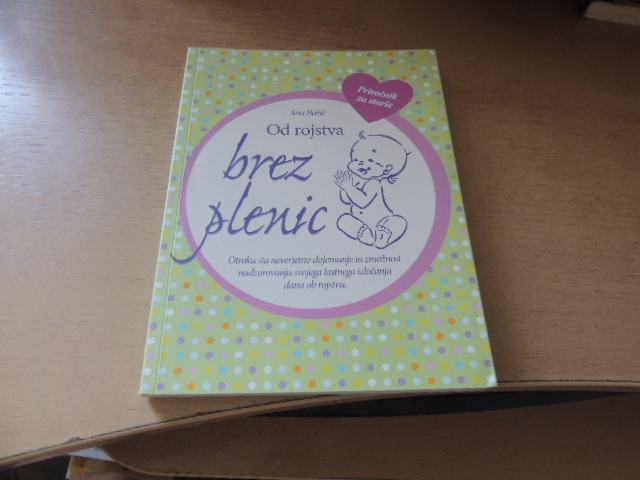 Priročnik
za starše
Ana Božič
Od rojstva
brez
plenic
Otroku sta neverjetno dojemanje in zmožnost
nadzorovanja svojega lastnega izločanja
dana ob rojstvu.